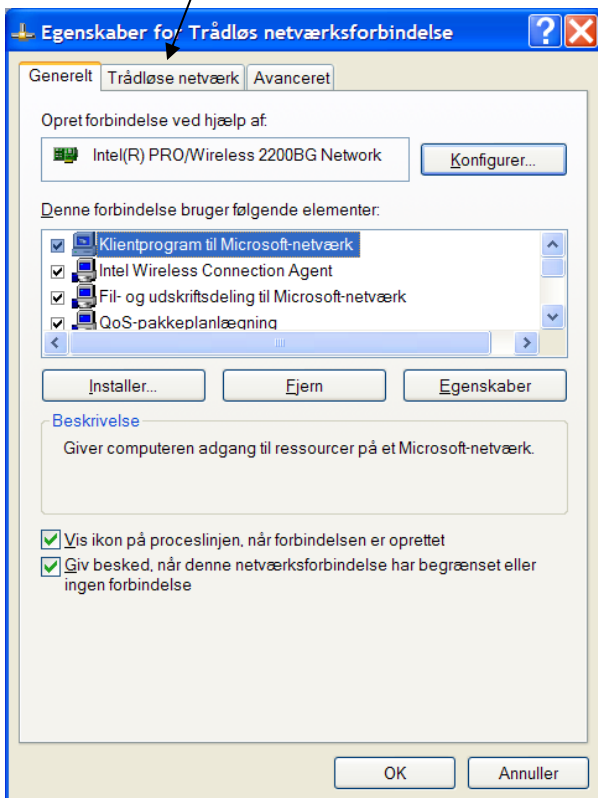 Egenskaber for Trådløs netværksforbindelse
Generelt Trådløse netværk Avanceret
Opret forbindelse ved hjælp af:
Intel(R) PRO/Wireless 2200BG Network
Konfigurer...
Denne forbindelse bruger følgende elementer:
Klientprogram til Microsoft-netværk
Intel Wireless Connection Agent
Fil- og udskriftsdeling til Microsoft-netværk
QoS-pakkeplanlægning
Installer... Fjern Egenskaber
Beskrivelse
Giver computeren adgang til ressourcer på et Microsoft-netværk.
Vis ikon på proceslinjen, når forbindelsen er oprettet
Giv besked, når denne netværksforbindelse har begrænset eller
ingen forbindelse
OK Annuller